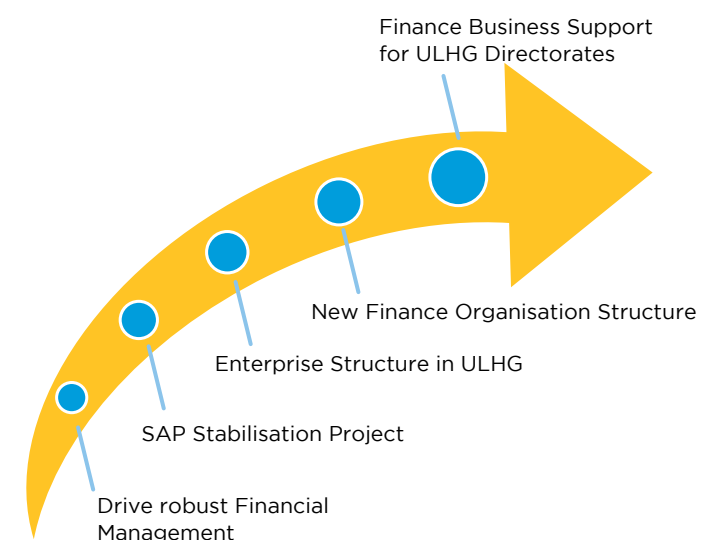 Finance Business Support
for ULHG Directorates
New Finance Organisation Structure
Enterprise Structure in ULHG
SAP Stabilisation Project
Drive robust Financial
Management